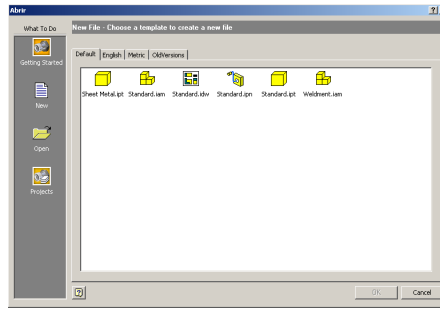 Abrir
What To Do
New File - Choose a template to create a new file
Getting Started
New
Open
Projects
Default English Metric OldVersions
Sheet Metal.ipt Standard.iam Standard.idw Standard.ipn Standard.ipt Weldment.iam
OK Cancel